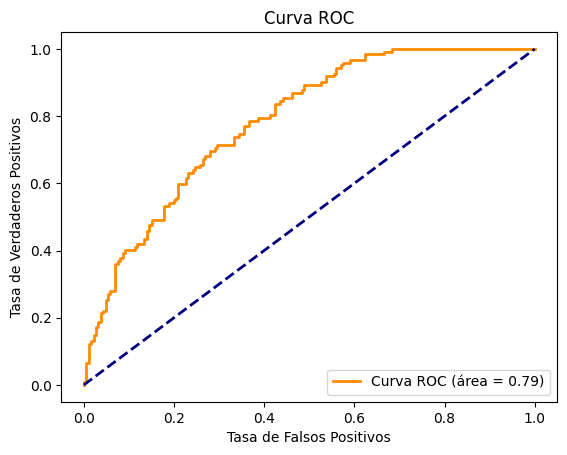 Curva ROC
1.0
0.8
0.6
0.4
0.2
0.0
Tasa de Verdaderos Positivos
Curva ROC (área = 0.79)
0.0 0.2 0.4 0.6 0.8 1.0
Tasa de Falsos Positivos